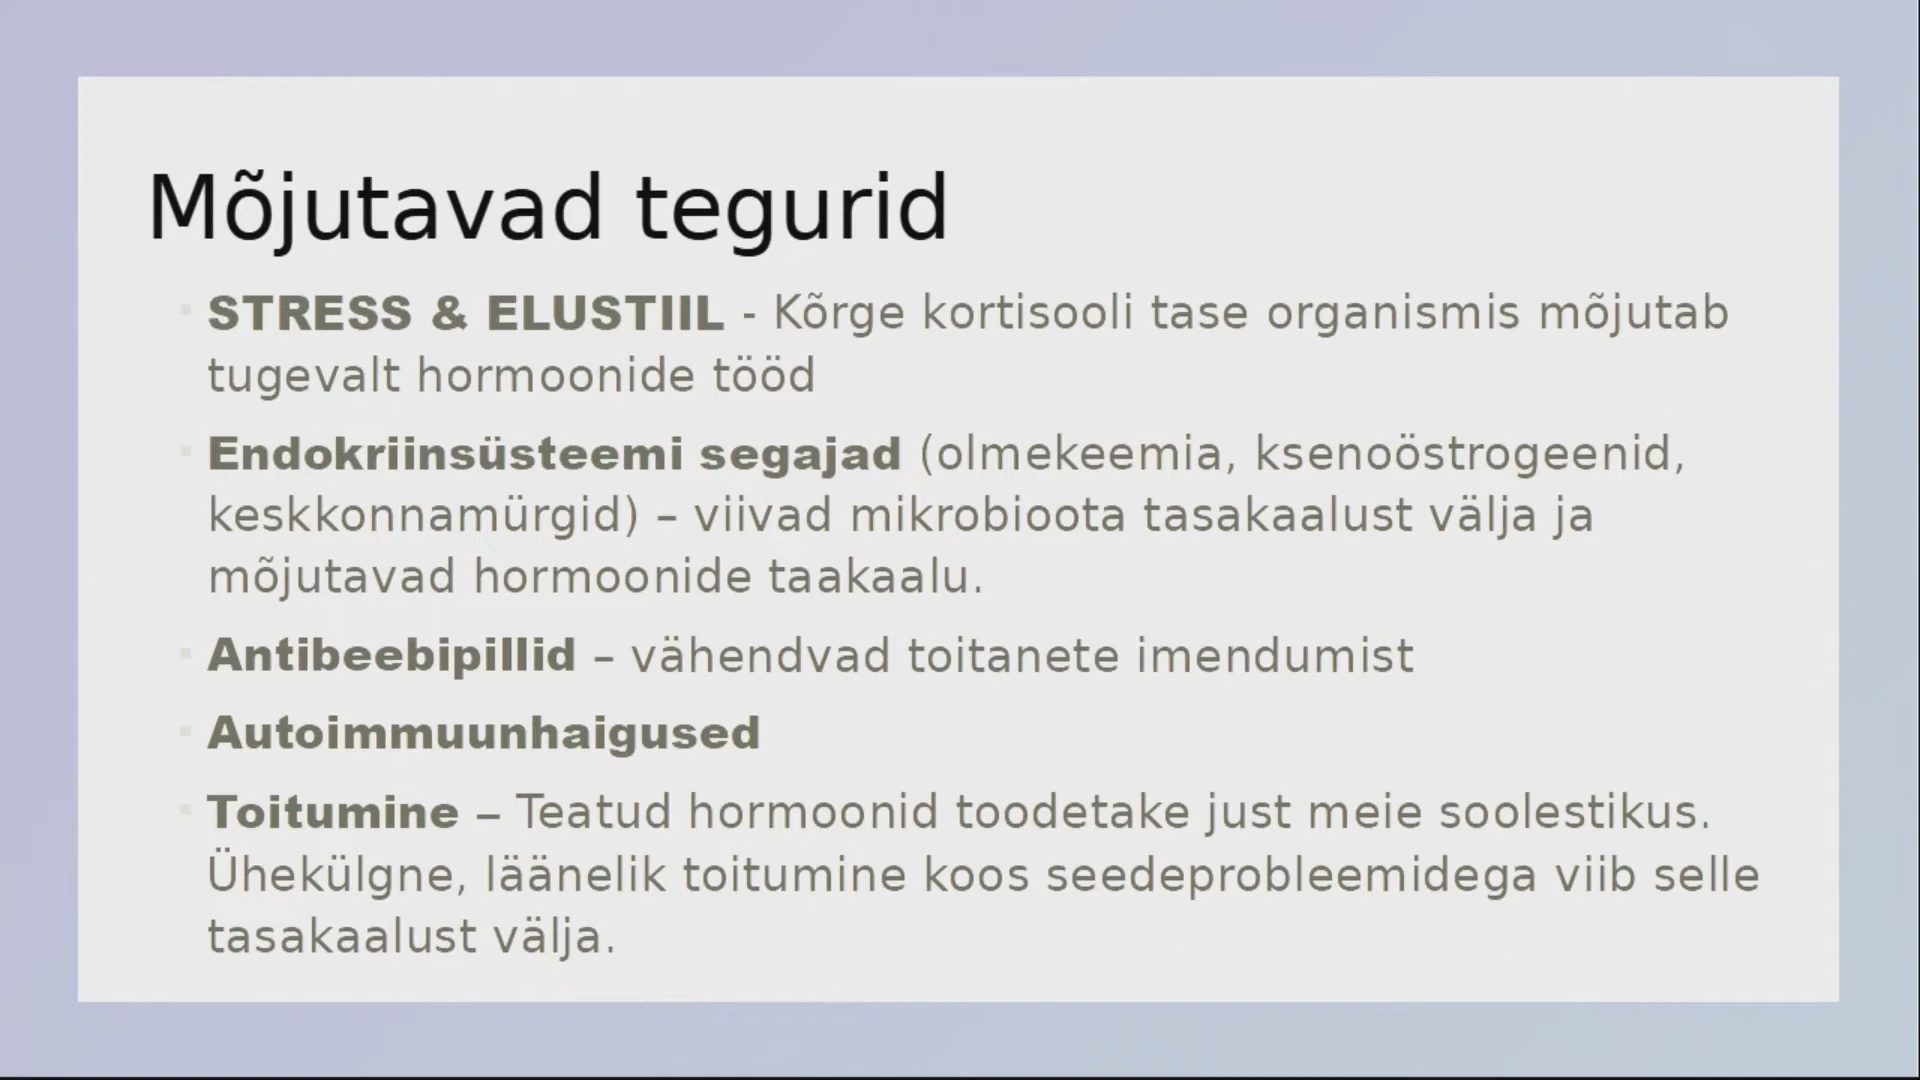 Mõjutavad tegurid
STRESS & ELUSTIIL - Kõrge kortisooli tase organismis mõjutab
tugevalt hormoonide tööd
Endokriinsüsteemi segajad (olmekeemia, ksenoöstrogeenid,
keskkonnamürgid) – viivad mikrobioota tasakaalust välja ja
mõjutavad hormoonide taakaalu.
Antibeebipillid – vähendvad toitanete imendumist
Autoimmuunhaigused
Toitumine – Teatud hormoonid toodetake just meie soolestikus.
Ühekülgne, läänelik toitumine koos seedeprobleemidega viib selle
tasakaalust välja.